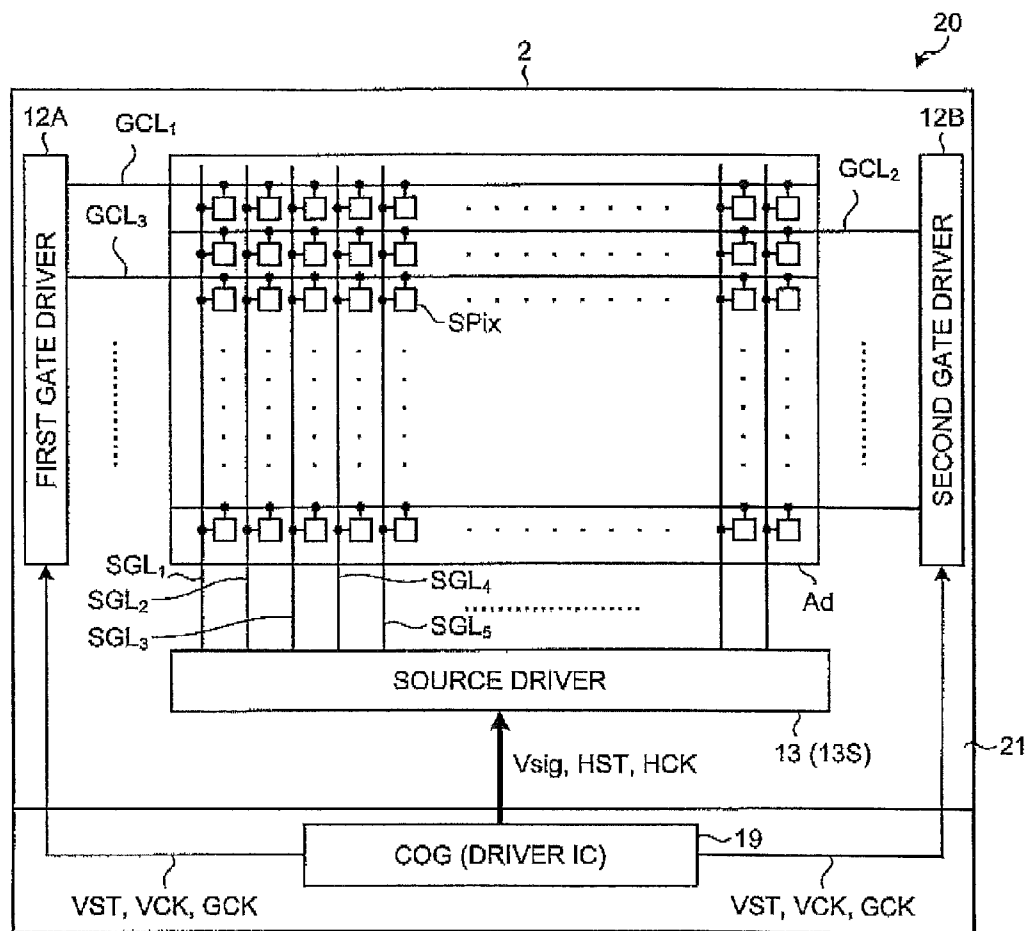 20
2
12A
GCL₁
12B
GCL₂
GCL₃
FIRST GATE DRIVER
SECOND GATE DRIVER
SPix
SGL₁
SGL₂
SGL₃
SGL₄
SGL₅
Ad
SOURCE DRIVER
13 (13S)
21
Vsig, HST, HCK
COG (DRIVER IC)
19
VST, VCK, GCK
VST, VCK, GCK